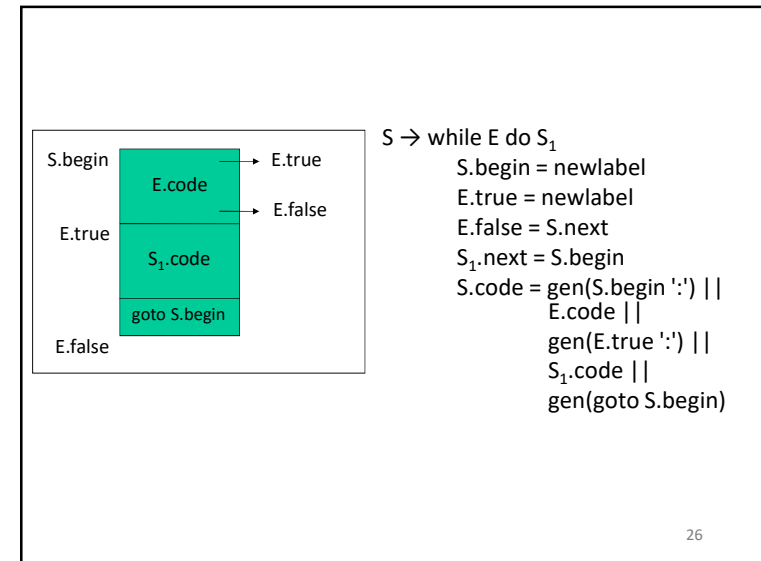 S.begin
E.code
E.true
E.false
E.true
S₁.code
goto S.begin
E.false
S → while E do S₁
S.begin = newlabel
E.true = newlabel
E.false = S.next
S₁.next = S.begin
S.code = gen(S.begin ':') ||
E.code ||
gen(E.true ':') ||
S₁.code ||
gen(goto S.begin)
26